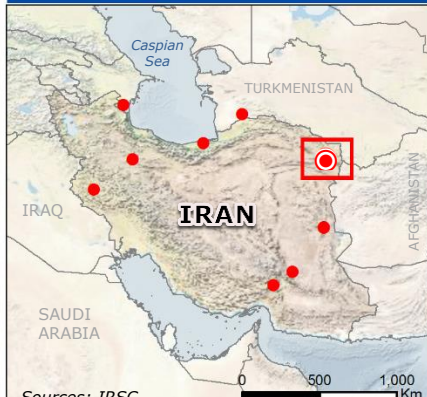 Caspian
Sea
TURKMENISTAN
AFGHANISTAN
IRAQ
IRAN
SAUDI
ARABIA
0 500 1,000
Km
Sources: IRSC